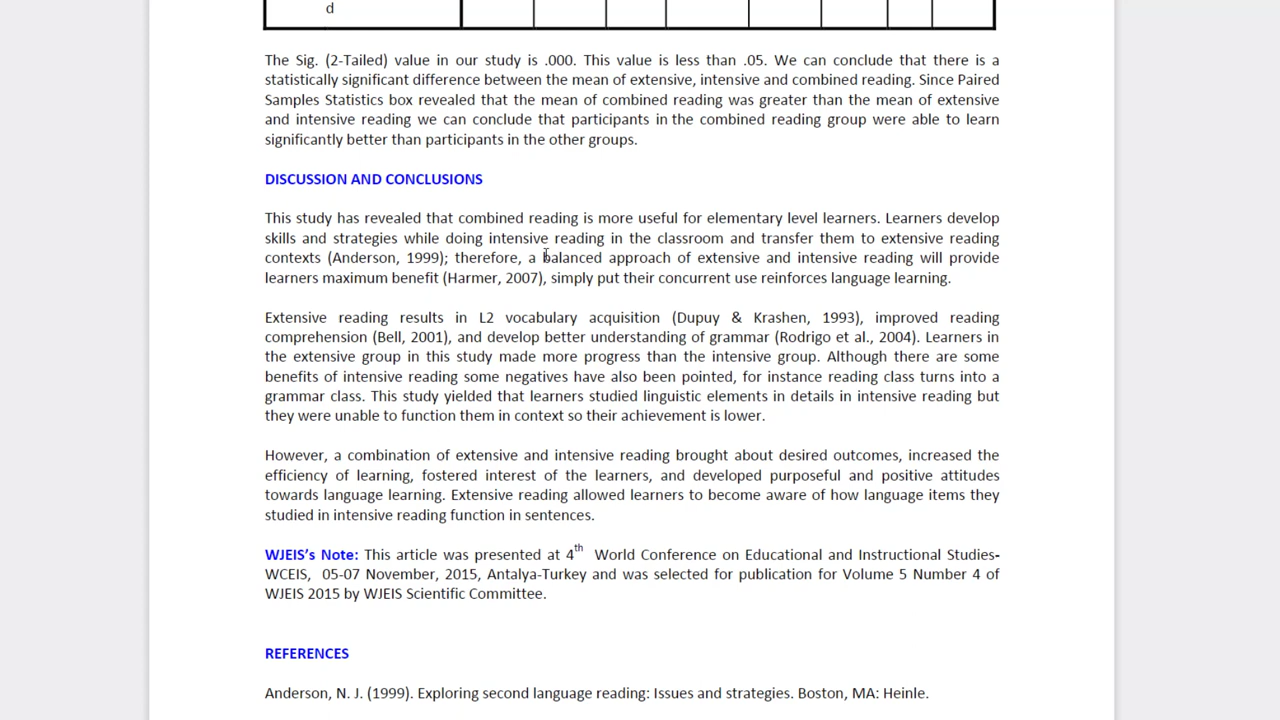 d
The Sig. (2-Tailed) value in our study is .000. This value is less than .05. We can conclude that there is a
statistically significant difference between the mean of extensive, intensive and combined reading. Since Paired
Samples Statistics box revealed that the mean of combined reading was greater than the mean of extensive
and intensive reading we can conclude that participants in the combined reading group were able to learn
significantly better than participants in the other groups.
DISCUSSION AND CONCLUSIONS
This study has revealed that combined reading is more useful for elementary level learners. Learners develop
skills and strategies while doing intensive reading in the classroom and transfer them to extensive reading
contexts (Anderson, 1999); therefore, a balanced approach of extensive and intensive reading will provide
learners maximum benefit (Harmer, 2007), simply put their concurrent use reinforces language learning.
Extensive reading results in L2 vocabulary acquisition (Dupuy & Krashen, 1993), improved reading
comprehension (Bell, 2001), and develop better understanding of grammar (Rodrigo et al., 2004). Learners in
the extensive group in this study made more progress than the intensive group. Although there are some
benefits of intensive reading some negatives have also been pointed, for instance reading class turns into a
grammar class. This study yielded that learners studied linguistic elements in details in intensive reading but
they were unable to function them in context so their achievement is lower.
However, a combination of extensive and intensive reading brought about desired outcomes, increased the
efficiency of learning, fostered interest of the learners, and developed purposeful and positive attitudes
towards language learning. Extensive reading allowed learners to become aware of how language items they
studied in intensive reading function in sentences.
WJEIS's Note: This article was presented at 4th World Conference on Educational and Instructional Studies-
WCEIS, 05-07 November, 2015, Antalya-Turkey and was selected for publication for Volume 5 Number 4 of
WJEIS 2015 by WJEIS Scientific Committee.
REFERENCES
Anderson, N. J. (1999). Exploring second language reading: Issues and strategies. Boston, MA: Heinle.